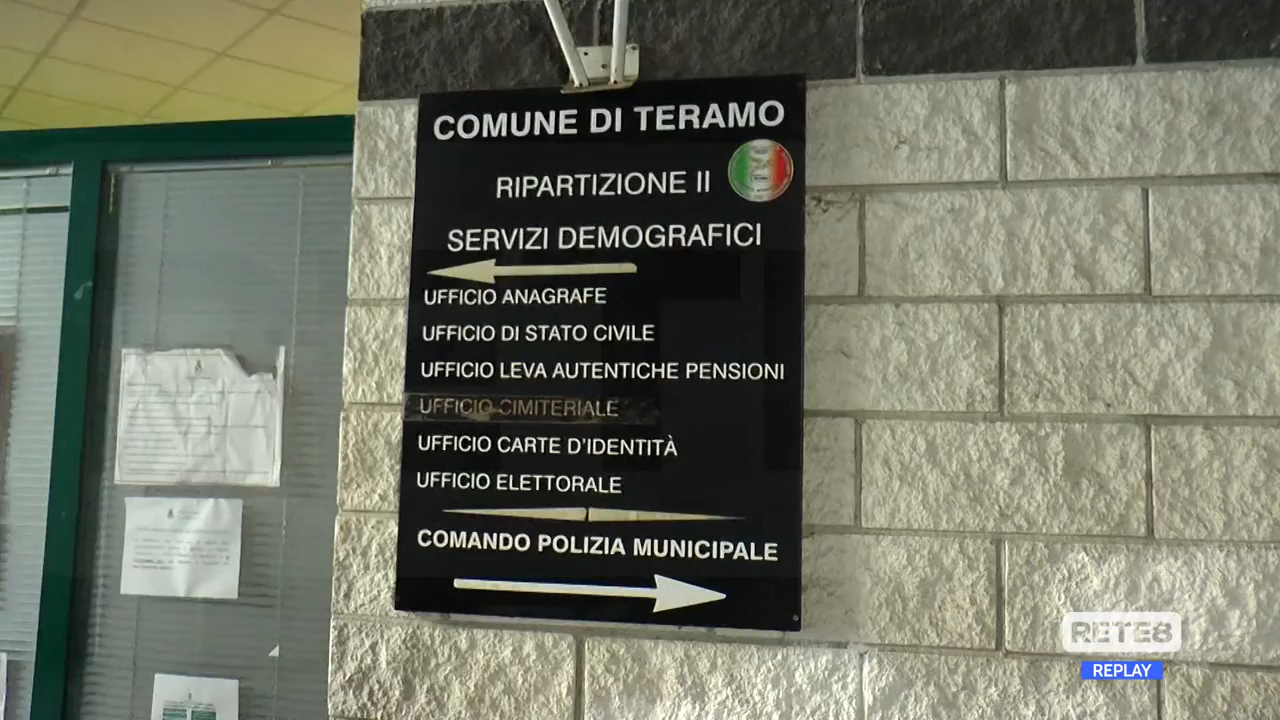 COMUNE DI TERAMO
RIPARTIZIONE II
SERVIZI DEMOGRAFICI
UFFICIO ANAGRAFE
UFFICIO DI STATO CIVILE
UFFICIO LEVA AUTENTICHE PENSIONI
UFFICIO CIMITERIALE
UFFICIO CARTE D'IDENTITÀ
UFFICIO ELETTORALE
COMANDO POLIZIA MUNICIPALE
RETE8
REPLAY